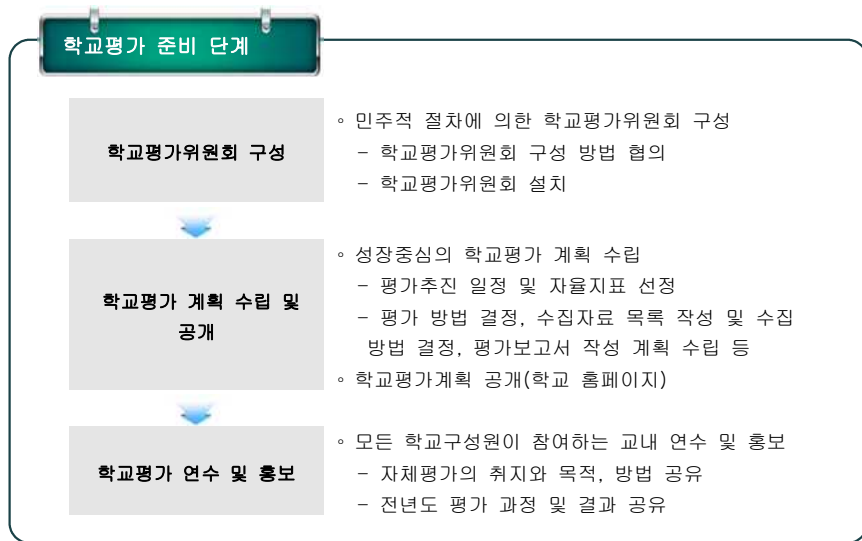 학교평가 준비 단계
학교평가위원회 구성
◦ 민주적 절차에 의한 학교평가위원회 구성
- 학교평가위원회 구성 방법 협의
- 학교평가위원회 설치
학교평가 계획 수립 및
공개
◦ 성장중심의 학교평가 계획 수립
- 평가추진 일정 및 자율지표 선정
- 평가 방법 결정, 수집자료 목록 작성 및 수집
방법 결정, 평가보고서 작성 계획 수립 등
◦ 학교평가계획 공개(학교 홈페이지)
학교평가 연수 및 홍보
◦ 모든 학교구성원이 참여하는 교내 연수 및 홍보
- 자체평가의 취지와 목적, 방법 공유
- 전년도 평가 과정 및 결과 공유